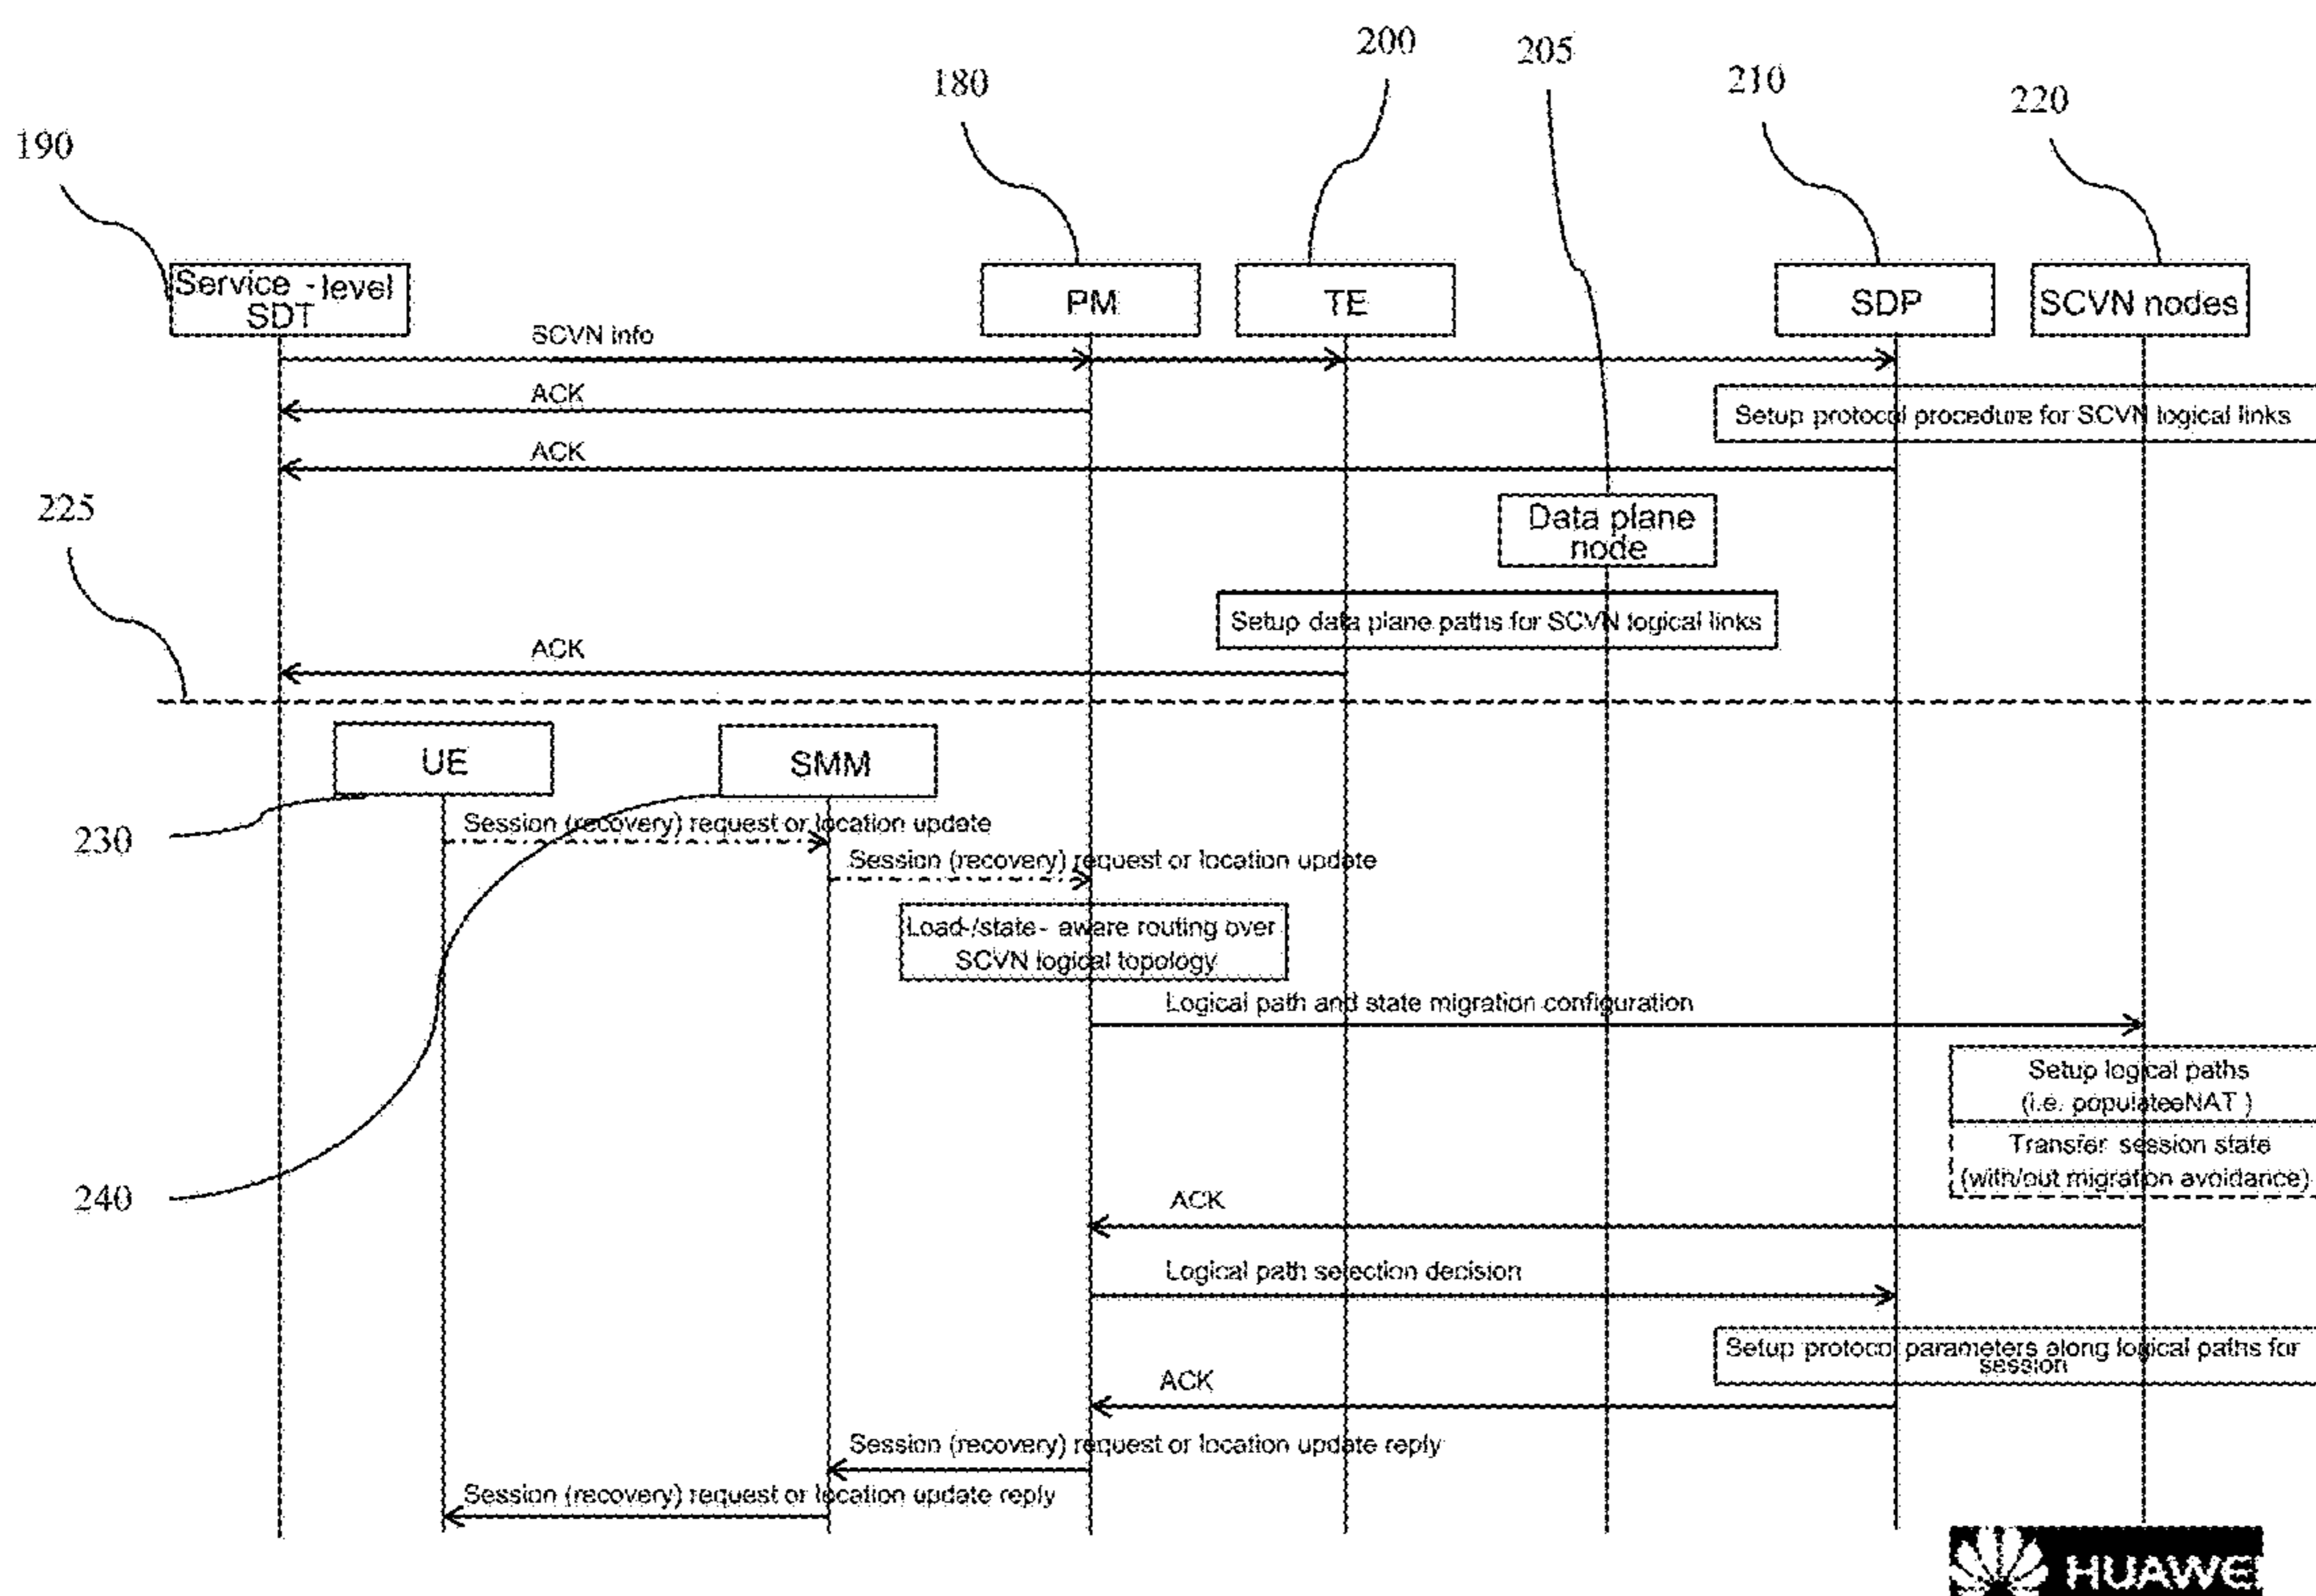 200
205
180
210
220
190
Service - level
SDT
PM
TE
SDP
SCVN nodes
SCVN info
ACK
Setup protocol procedure for SCVN logical links
ACK
225
Data plane
node
Setup data plane paths for SCVN logical links
ACK
UE
SMM
230
Session (recovery) request or location update
Session (recovery) request or location update
Load-/state- aware routing over
SCVN logical topology
Logical path and state migration configuration
Setup logical paths
(i.e. populateeNAT )
Transfer session state
(with/out migration avoidance)
240
ACK
Logical path selection decision
Setup protocol parameters along logical paths for
session
ACK
Session (recovery) request or location update reply
Session (recovery) request or location update reply
HUAWE